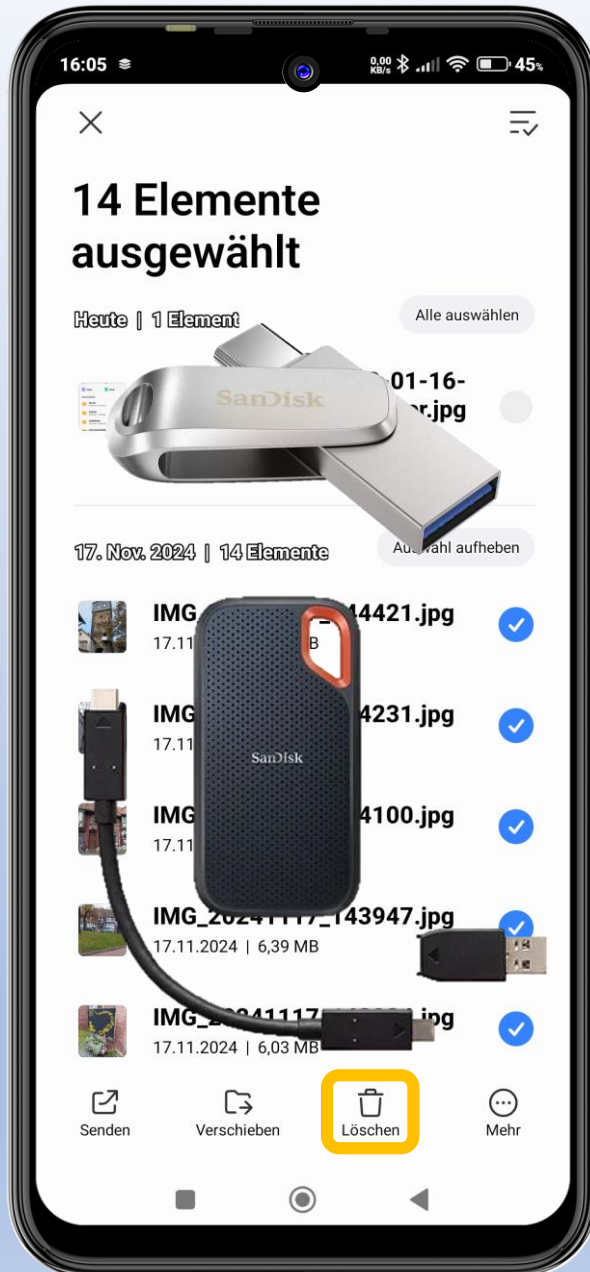 16:05
0,00
KB/s
45%
14 Elemente
ausgewählt
Heute | 1 Element
Alle auswählen
-01-16-
SanDisk
.jpg
17. Nov. 2024 | 14 Elemente
aufheben
IMG_ 44421.jpg
17.11 B
IMG 4231.jpg
17.11
SanDisk
IMG 4100.jpg
17.11
IMG_20241117_143947.jpg
17.11.2024 | 6,39 MB
IMG_ jpg
17.11.2024 | 6,03 MB
Senden
Verschieben
Löschen
Mehr